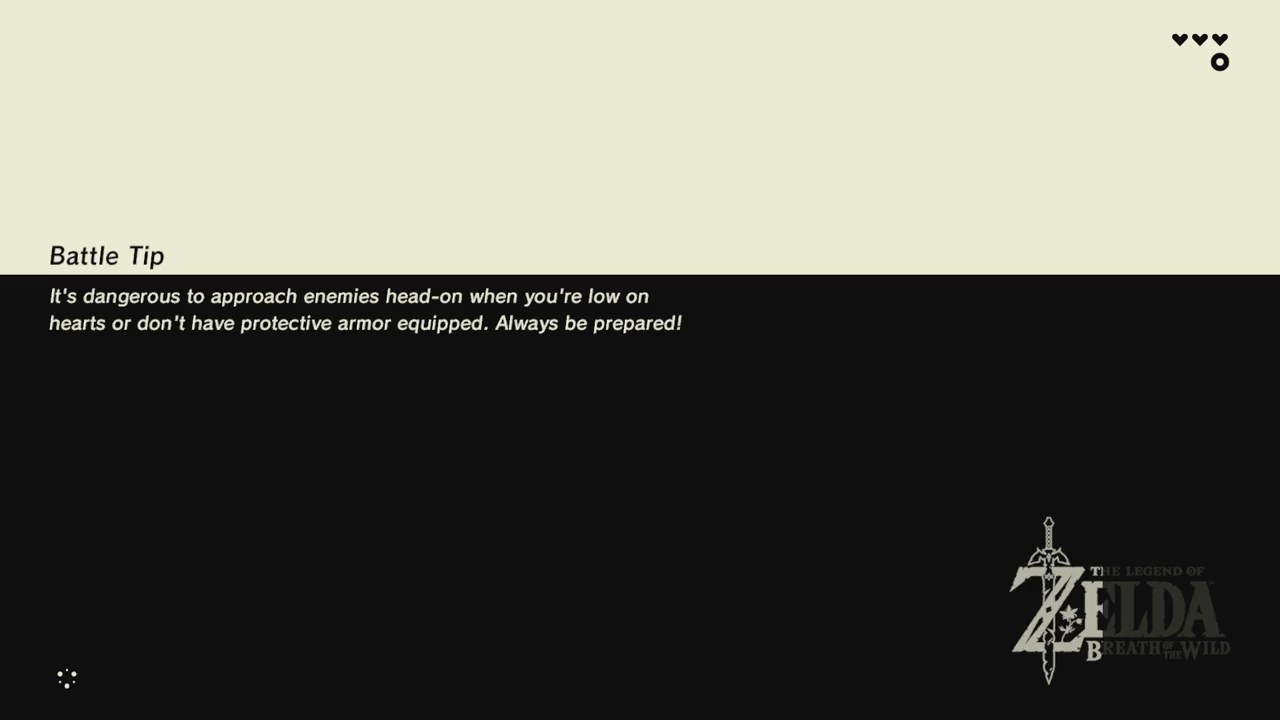 Battle Tip
It's dangerous to approach enemies head-on when you're low on
hearts or don't have protective armor equipped. Always be prepared!
THE LEGEND OF
ZELDA
BREATH OF THE WILD